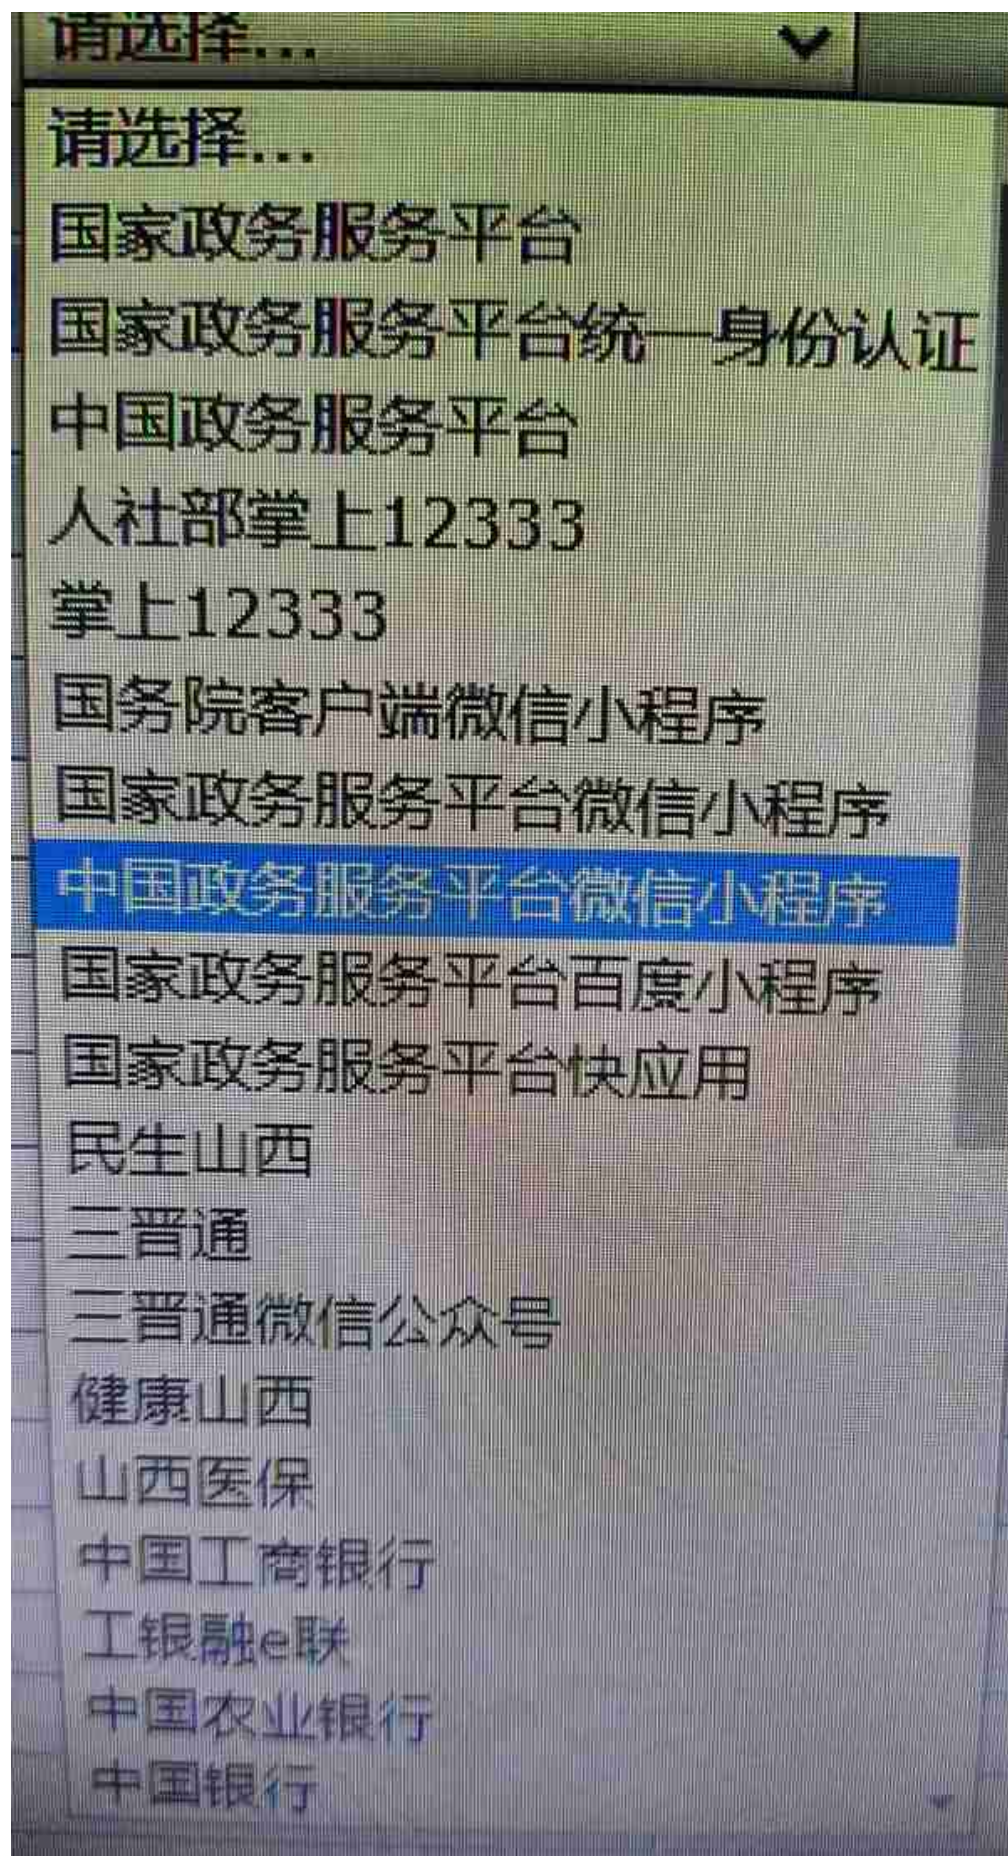 请选择...
请选择...
国家政务服务平台
国家政务服务平台统一身份认证
中国政务服务平台
人社部掌上12333
掌上12333
国务院客户端微信小程序
国家政务服务平台微信小程序
中国政务服务平台微信小程序
国家政务服务平台百度小程序
国家政务服务平台快应用
民生山西
三晋通
三晋通微信公众号
健康山西
山西医保
中国工商银行
工银融e联
中国农业银行
中国银行